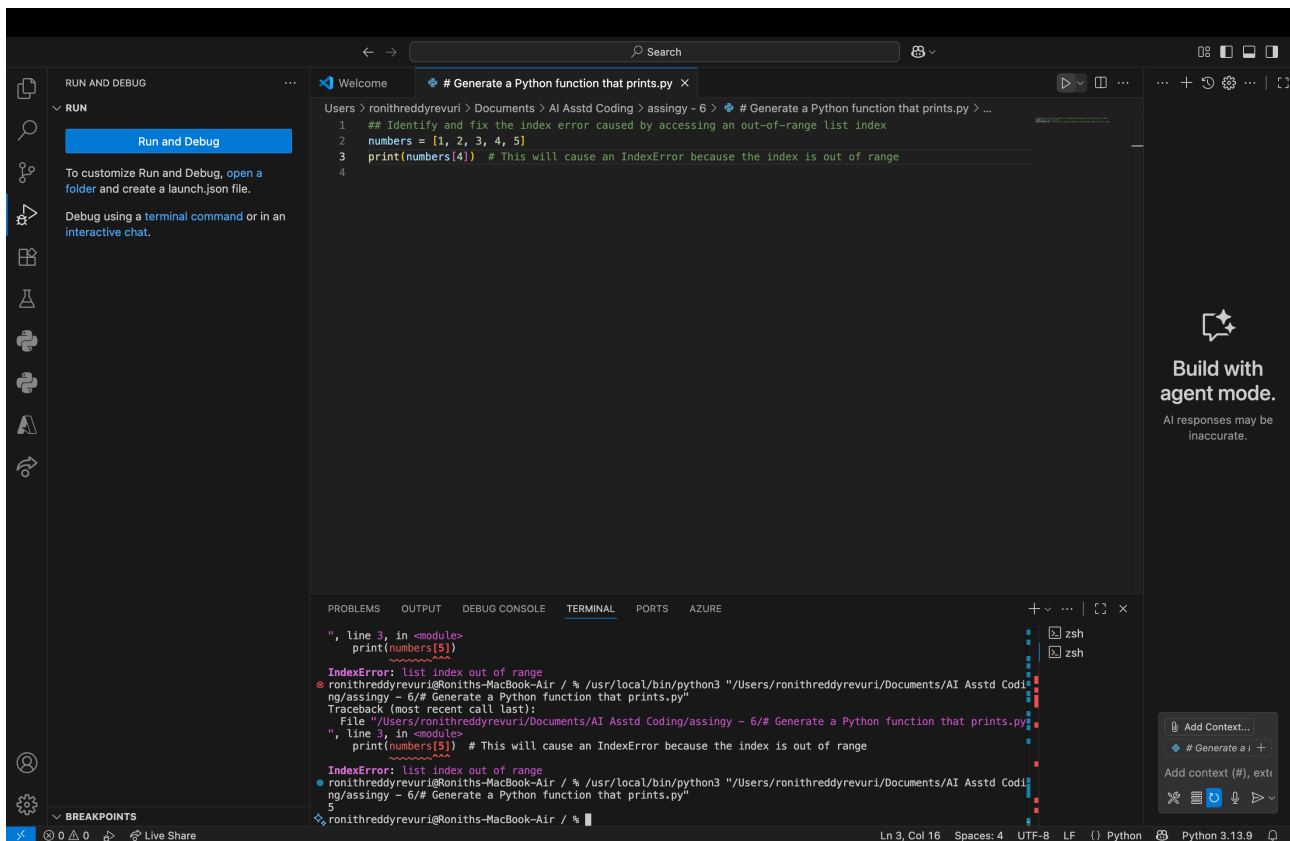 Search
RUN AND DEBUG
RUN
Run and Debug
To customize Run and Debug, open a
folder and create a launch.json file.
Debug using a terminal command or in an
interactive chat.
BREAKPOINTS
Welcome
# Generate a Python function that prints.py
Users > ronithreddyrevuri > Documents > AI Asstd Coding > assingy - 6 > # Generate a Python function that prints.py > ...
1 ## Identify and fix the index error caused by accessing an out-of-range list index
2 numbers = [1, 2, 3, 4, 5]
3 print(numbers[4]) # This will cause an IndexError because the index is out of range
4
PROBLEMS OUTPUT DEBUG CONSOLE TERMINAL PORTS AZURE
", line 3, in <module>
print(numbers[5])
~~~~~~~^^^
IndexError: list index out of range
ronithreddyrevuri@Roniths-MacBook-Air / % /usr/local/bin/python3 "/Users/ronithreddyrevuri/Documents/AI Asstd Codi
ng/assingy - 6/# Generate a Python function that prints.py"
Traceback (most recent call last):
File "/Users/ronithreddyrevuri/Documents/AI Asstd Coding/assingy - 6/# Generate a Python function that prints.py
", line 3, in <module>
print(numbers[5]) # This will cause an IndexError because the index is out of range
~~~~~~~^^^
IndexError: list index out of range
ronithreddyrevuri@Roniths-MacBook-Air / % /usr/local/bin/python3 "/Users/ronithreddyrevuri/Documents/AI Asstd Codi
ng/assingy - 6/# Generate a Python function that prints.py"
5
ronithreddyrevuri@Roniths-MacBook-Air / %
zsh
zsh
Build with
agent mode.
AI responses may be
inaccurate.
Add Context...
# Generate a
Add context (#), exte
0 0 Live Share
Ln 3, Col 16 Spaces: 4 UTF-8 LF {} Python Python 3.13.9